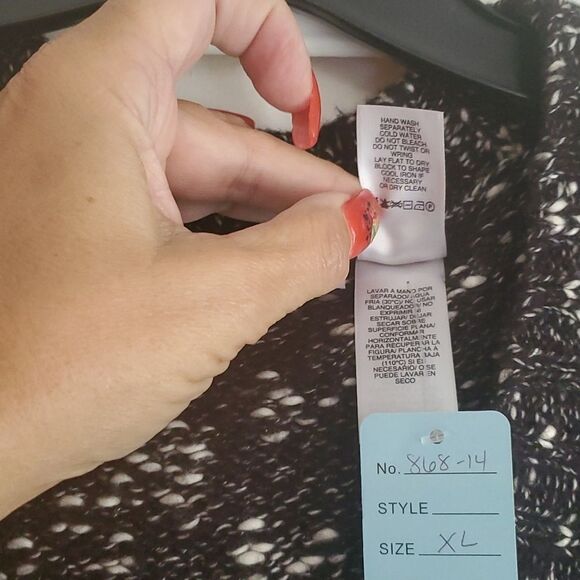 HAND WASH
SEPARATELY
COLD WATER
DO NOT BLEACH.
DO NOT TWIST OR
WRING
LAY FLAT TO DRY
BLOCK TO SHAPE
COOL IRON IF
NECESSARY
OR DRY CLEAN
LAVAR A MANO POR
SEPARADO/ AGUA
FRIA (30°C)/ NO USAR
BLANQUEADOR/ NO
EXPRIMIR NI
ESTRUJAR/ DEJAR
SECAR SOBRE
SUPERFICIE PLANA/
CONFORMAR
HORIZONTALMENTE
PARA RECUPERAR LA
FIGURA/ PLANCHA A
TEMPERATURA BAJA
(110°C) SI ES
NECESARIO/ O SE
PUEDE LAVAR EN
SECO
No. 868-14
STYLE
SIZE XL